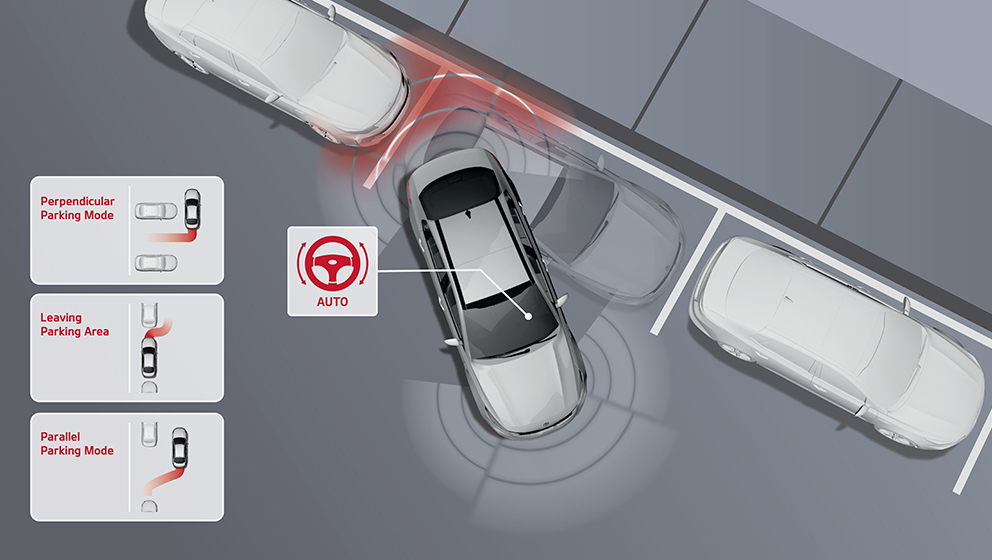 Perpendicular
Parking Mode
Leaving
Parking Area
Parallel
Parking Mode
AUTO